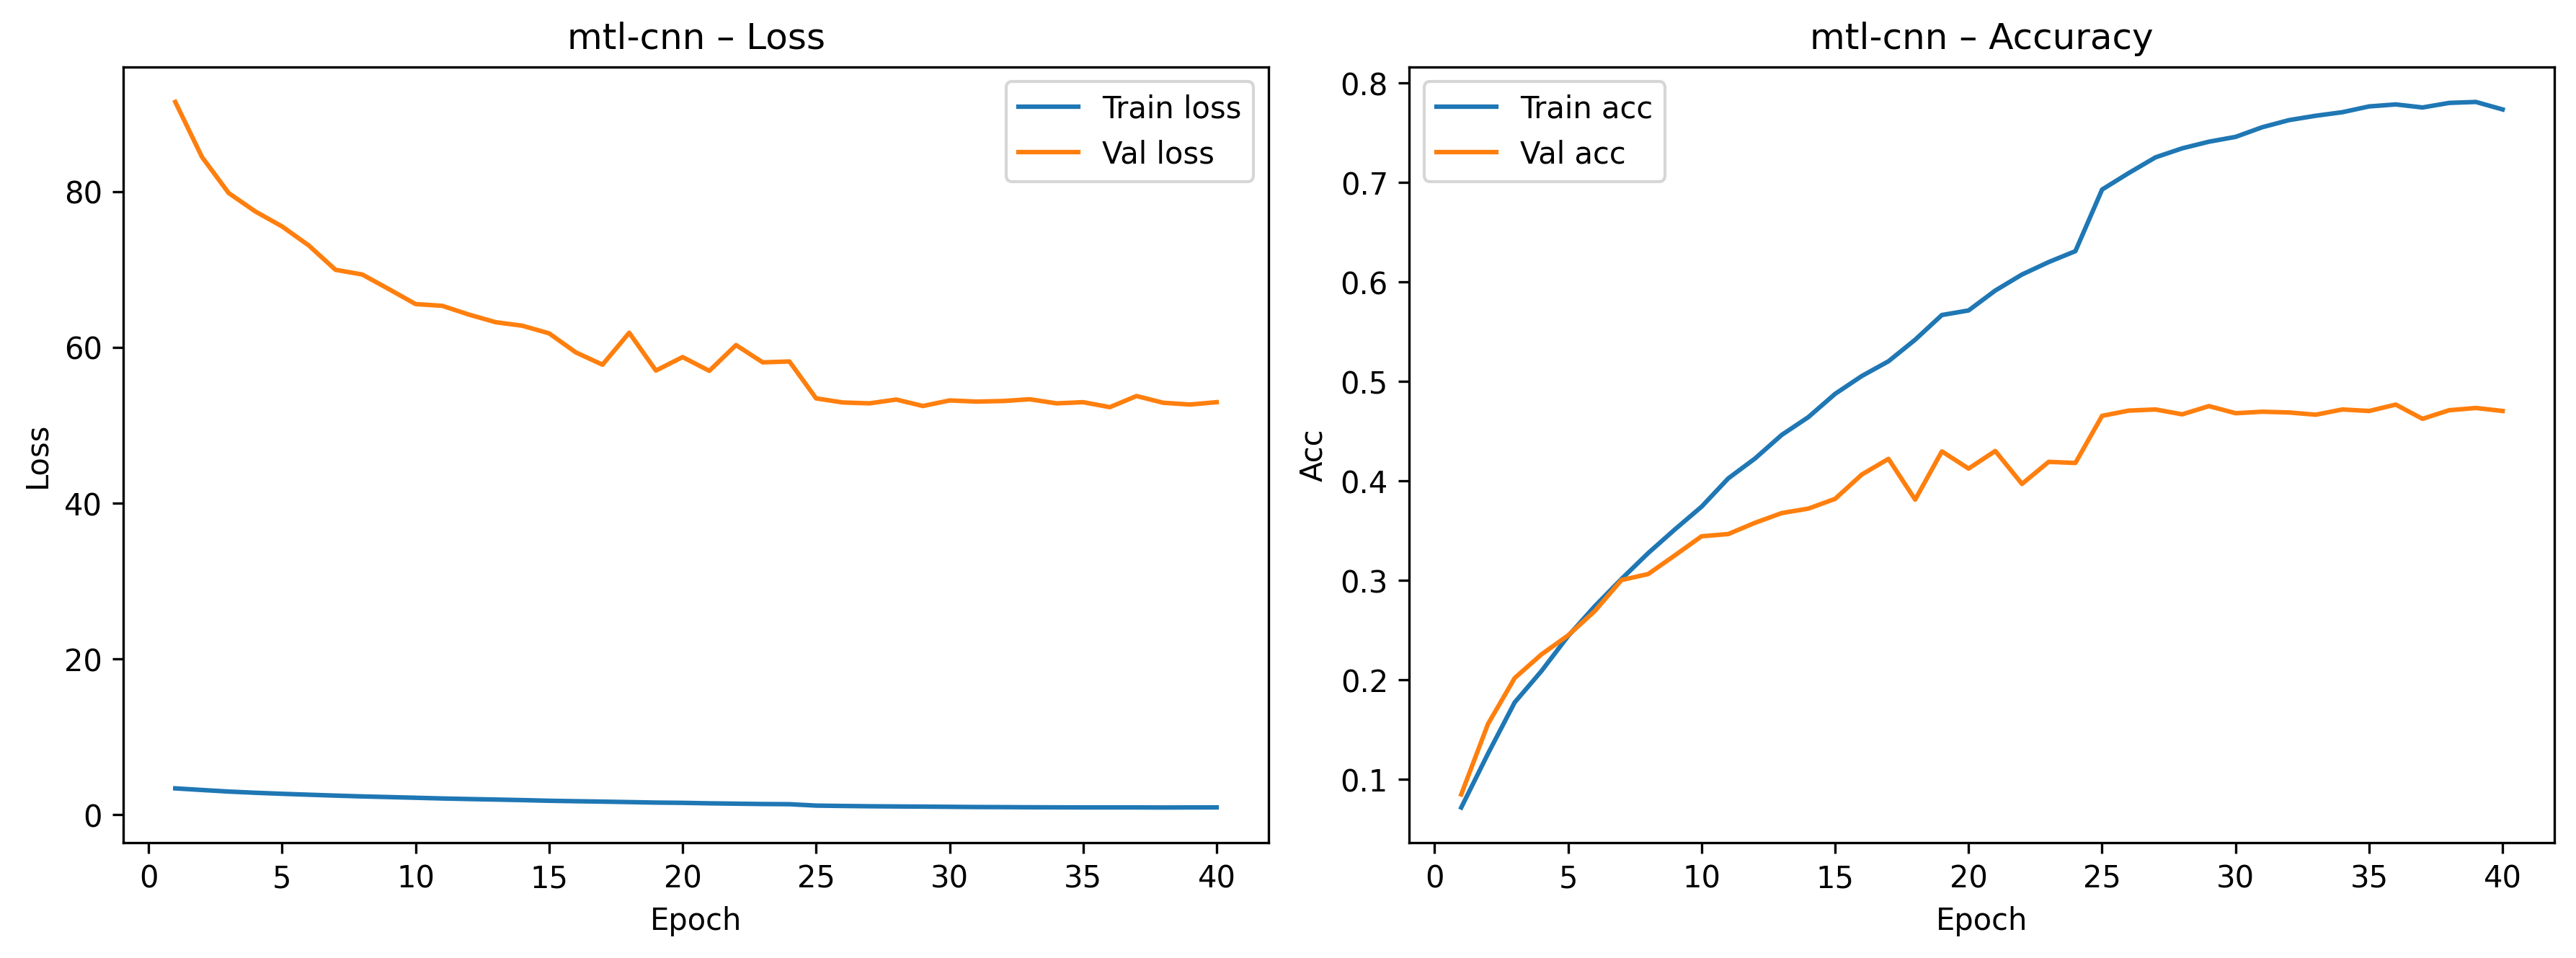 mtl-cnn – Loss
Train loss
Val loss
80
60
40
20
0
Loss
0 5 10 15 20 25 30 35 40
Epoch
mtl-cnn – Accuracy
Train acc
Val acc
0.8
0.7
0.6
0.5
0.4
0.3
0.2
0.1
Acc
0 5 10 15 20 25 30 35 40
Epoch